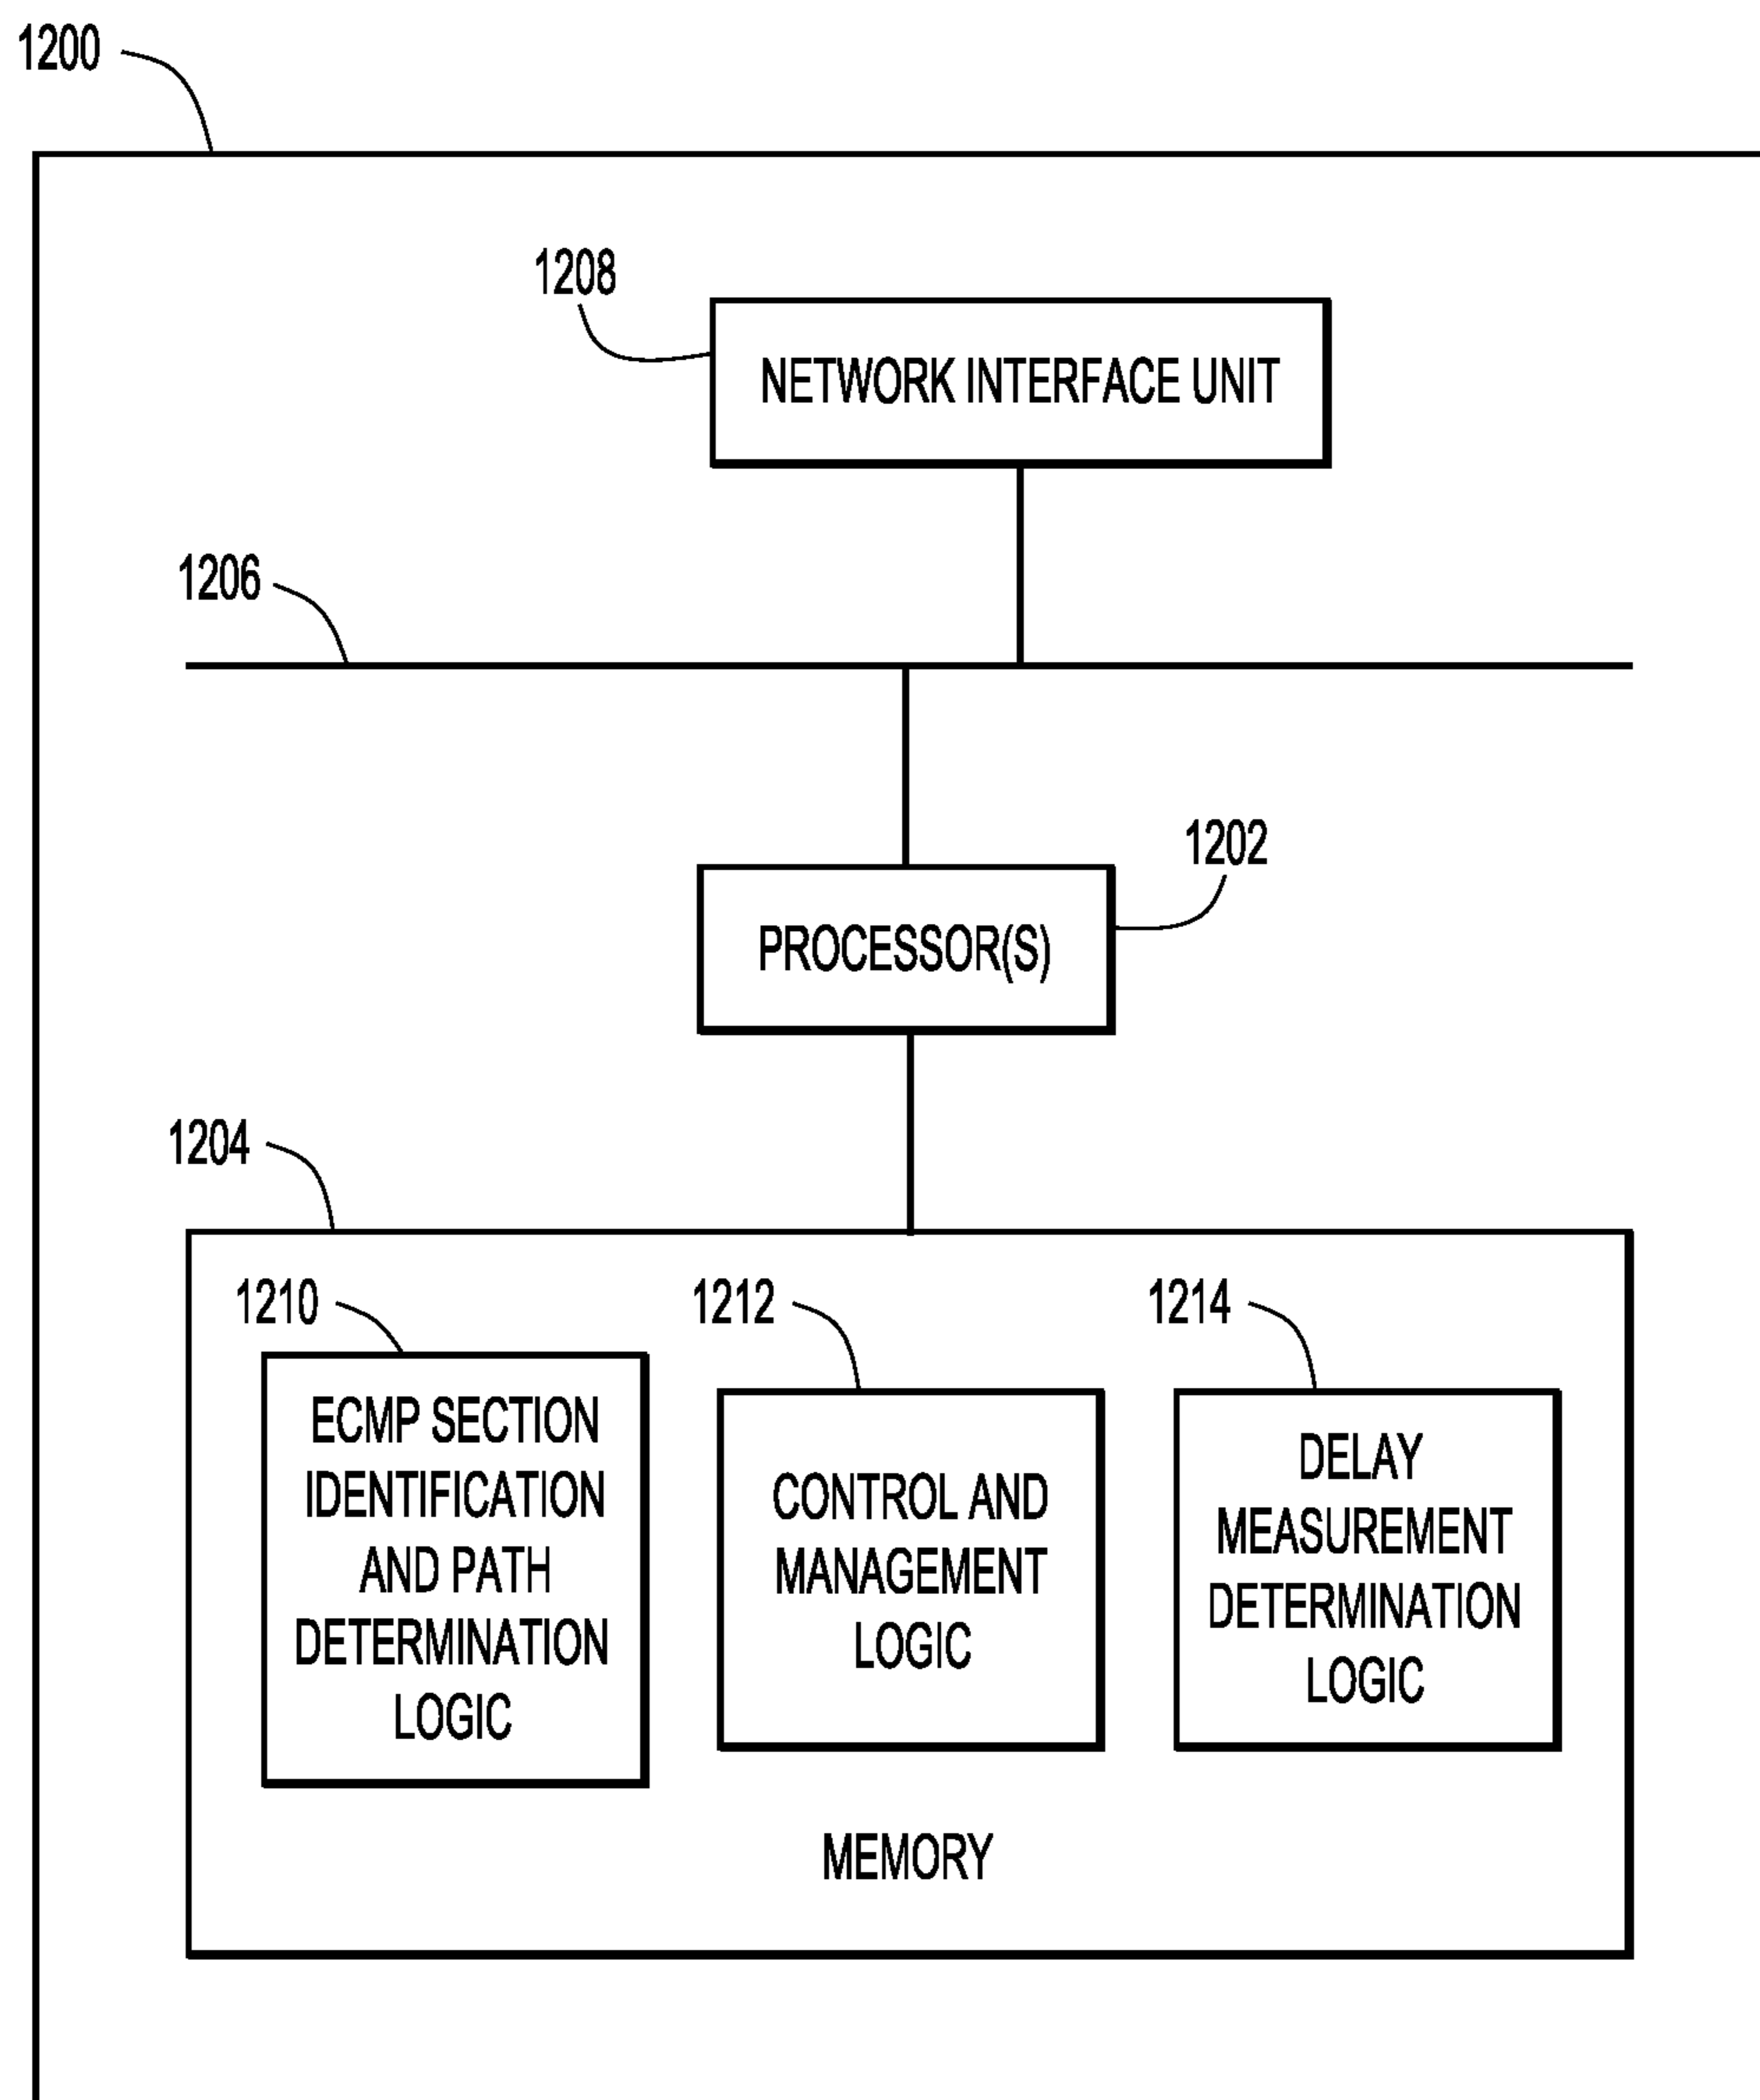 1200
1208
NETWORK INTERFACE UNIT
1206
1202
PROCESSOR(S)
1204
1210
ECMP SECTION
IDENTIFICATION
AND PATH
DETERMINATION
LOGIC
1212
CONTROL AND
MANAGEMENT
LOGIC
1214
DELAY
MEASUREMENT
DETERMINATION
LOGIC
MEMORY